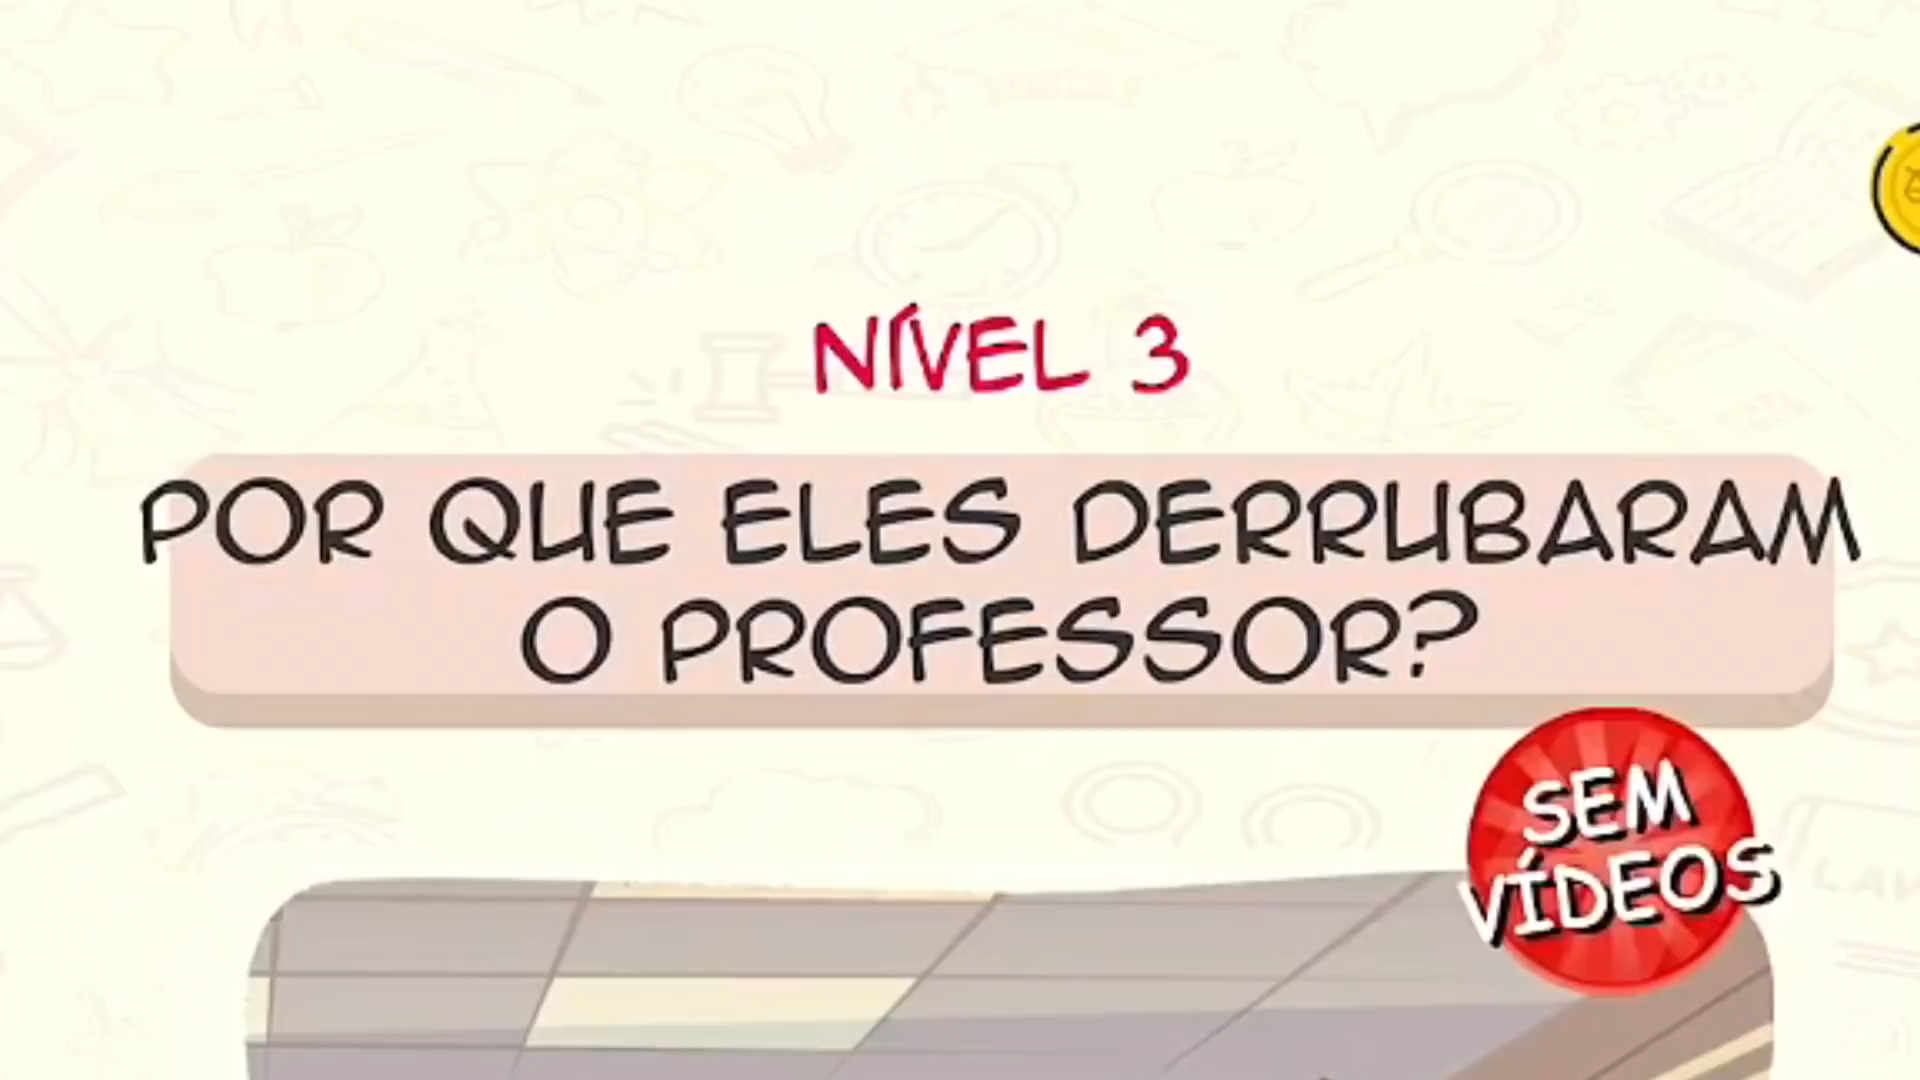 NÍVEL 3
POR QUE ELES DERRUBARAM
O PROFESSOR?
SEM
VÍDEOS